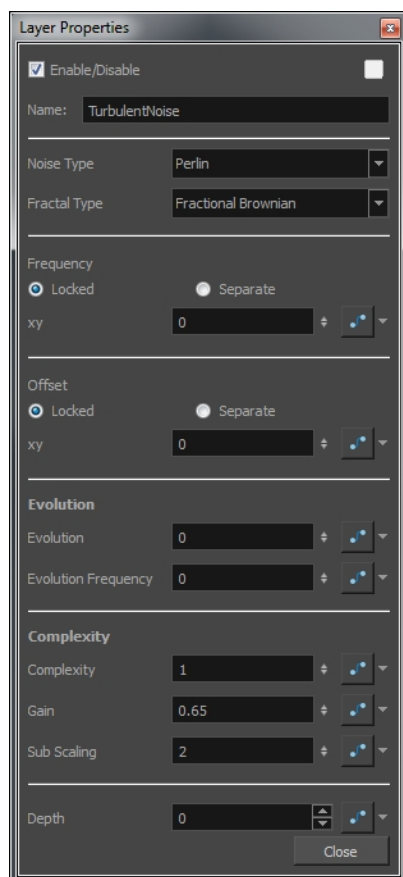 Layer Properties
Enable/Disable
Name: TurbulentNoise
Noise Type Perlin
Fractal Type Fractional Brownian
Frequency
Locked Separate
xy 0
Offset
Locked Separate
xy 0
Evolution
Evolution 0
Evolution Frequency 0
Complexity
Complexity 1
Gain 0.65
Sub Scaling 2
Depth 0
Close